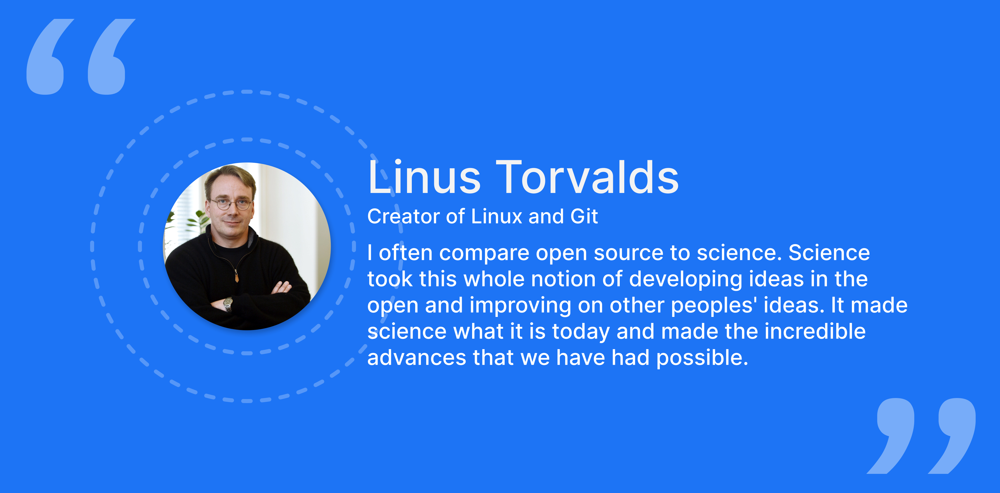 “
Linus Torvalds
Creator of Linux and Git
I often compare open source to science. Science
took this whole notion of developing ideas in the
open and improving on other peoples' ideas. It made
science what it is today and made the incredible
advances that we have had possible.
”